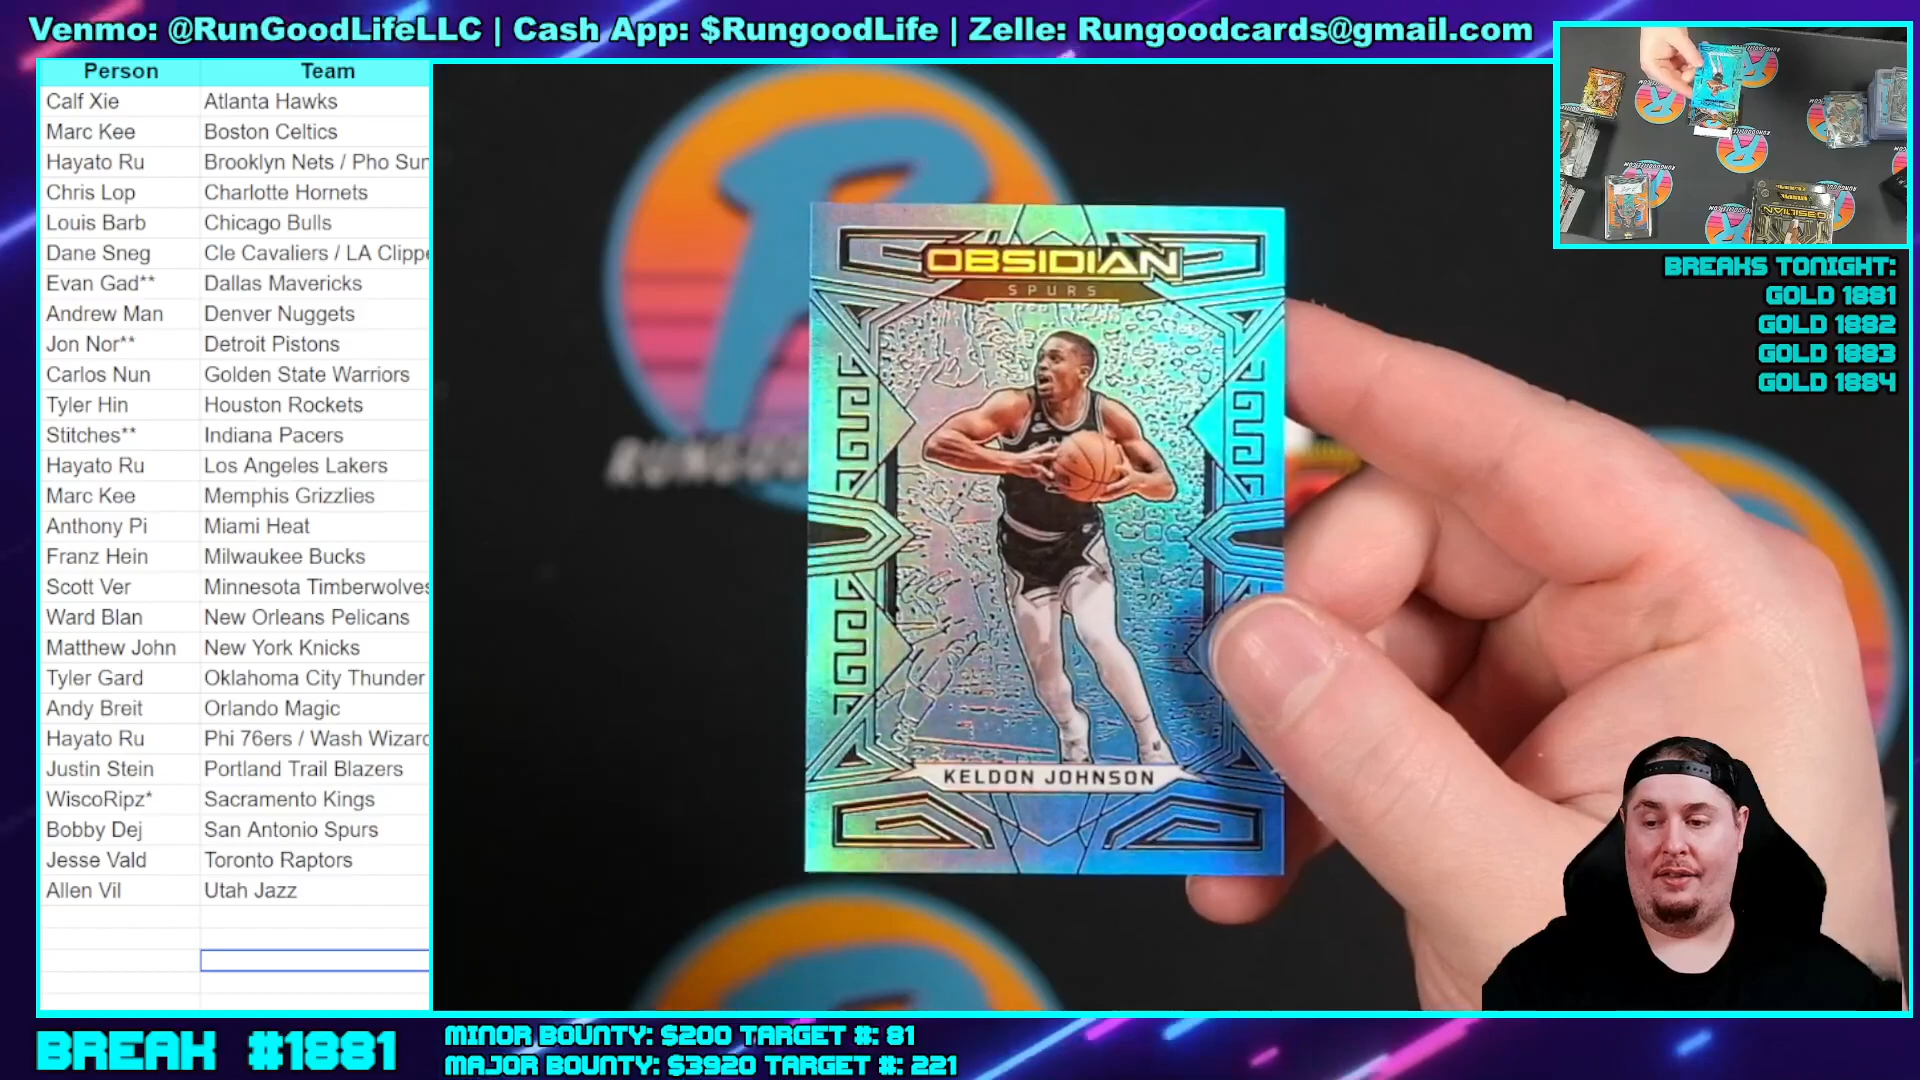 Venmo: @RunGoodLifeLLC | Cash App: $RungoodLife | Zelle: Rungoodcards@gmail.com
Person Team
Calf Xie Atlanta Hawks
Marc Kee Boston Celtics
Hayato Ru Brooklyn Nets / Pho Sun
Chris Lop Charlotte Hornets
Louis Barb Chicago Bulls
Dane Sneg Cle Cavaliers / LA Clippe
Evan Gad** Dallas Mavericks
Andrew Man Denver Nuggets
Jon Nor** Detroit Pistons
Carlos Nun Golden State Warriors
Tyler Hin Houston Rockets
Stitches** Indiana Pacers
Hayato Ru Los Angeles Lakers
Marc Kee Memphis Grizzlies
Anthony Pi Miami Heat
Franz Hein Milwaukee Bucks
Scott Ver Minnesota Timberwolves
Ward Blan New Orleans Pelicans
Matthew John New York Knicks
Tyler Gard Oklahoma City Thunder
Andy Breit Orlando Magic
Hayato Ru Phi 76ers / Wash Wizard
Justin Stein Portland Trail Blazers
WiscoRipz* Sacramento Kings
Bobby Dej San Antonio Spurs
Jesse Vald Toronto Raptors
Allen Vil Utah Jazz
OBSIDIAN
SPURS
KELDON JOHNSON
RUNGOOD
OBSIDIAN
BREAKS TONIGHT:
GOLD 1881
GOLD 1882
GOLD 1883
GOLD 1884
BREAK #1881
MINOR BOUNTY: $200 TARGET #: 81
MAJOR BOUNTY: $3920 TARGET #: 221